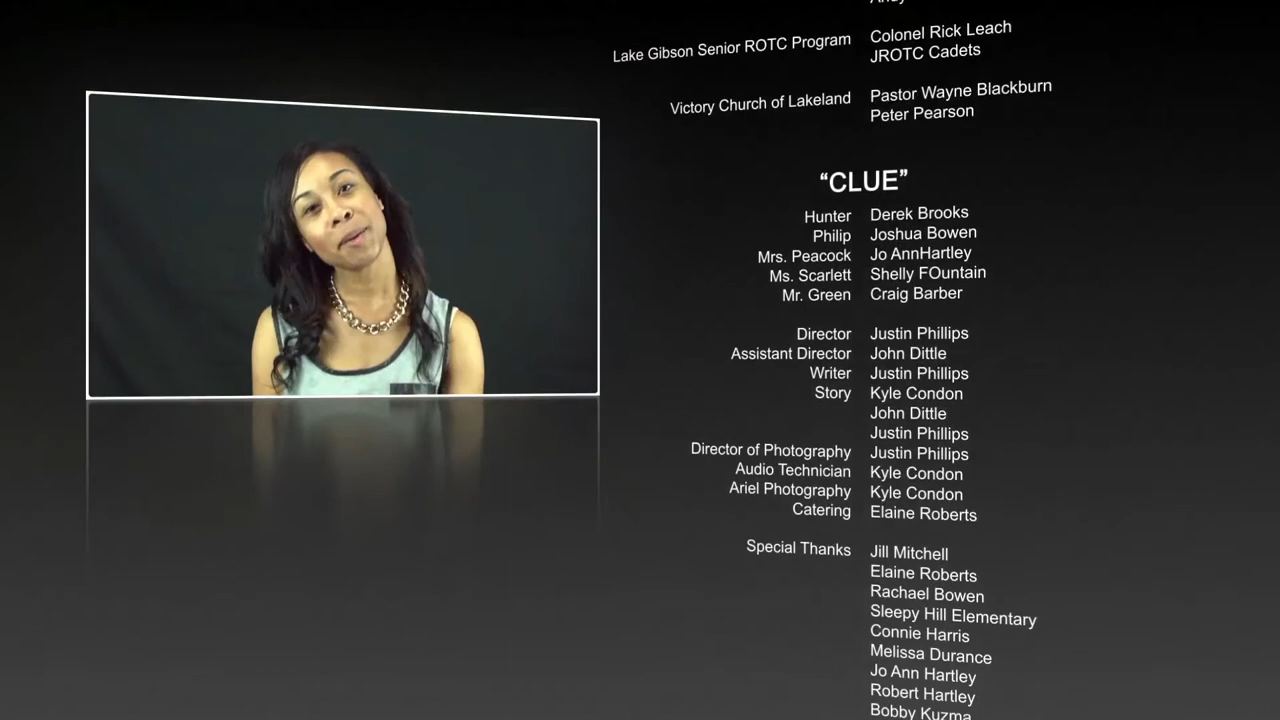 Lake Gibson Senior ROTC Program Colonel Rick Leach
JROTC Cadets
Victory Church of Lakeland Pastor Wayne Blackburn
Peter Pearson
“CLUE”
Hunter Derek Brooks
Philip Joshua Bowen
Mrs. Peacock Jo AnnHartley
Ms. Scarlett Shelly FOuntain
Mr. Green Craig Barber
Director Justin Phillips
Assistant Director John Dittle
Writer Justin Phillips
Story Kyle Condon
John Dittle
Justin Phillips
Director of Photography Justin Phillips
Audio Technician Kyle Condon
Ariel Photography Kyle Condon
Catering Elaine Roberts
Special Thanks Jill Mitchell
Elaine Roberts
Rachael Bowen
Sleepy Hill Elementary
Connie Harris
Melissa Durance
Jo Ann Hartley
Robert Hartley
Bobby Kuzma